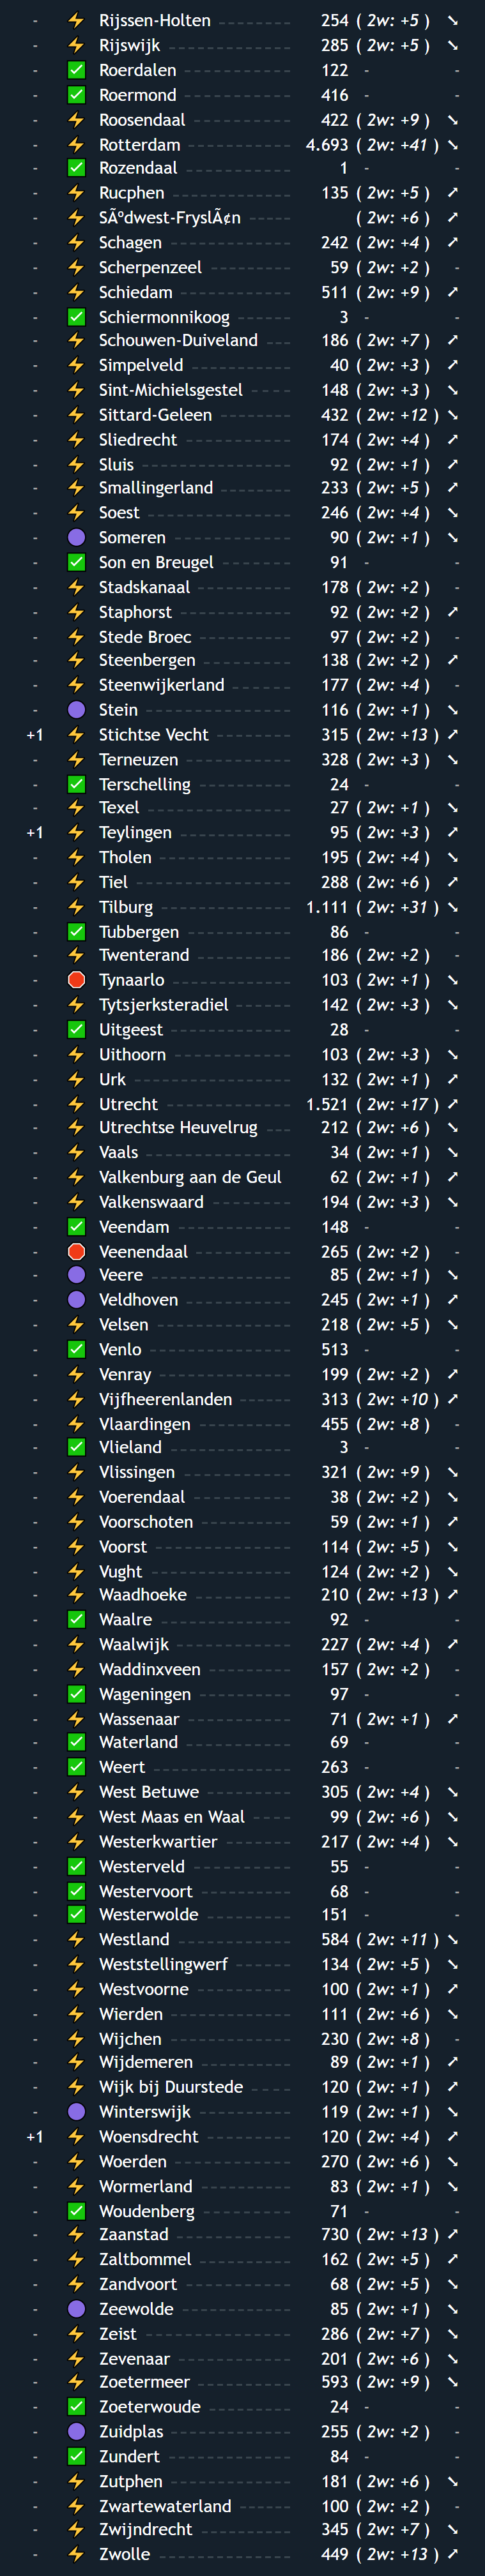 - Rijssen-Holten 254 ( 2w: +5 ) ➘
- Rijswijk 285 ( 2w: +5 ) ➘
- Roerdalen 122 - -
- Roermond 416 - -
- Roosendaal 422 ( 2w: +9 ) ➘
- Rotterdam 4.693 ( 2w: +41 ) ➘
- Rozendaal 1 - -
- Rucphen 135 ( 2w: +5 ) ➚
- SÃºdwest-FryslÃ¢n ( 2w: +6 ) ➚
- Schagen 242 ( 2w: +4 ) ➚
- Scherpenzeel 59 ( 2w: +2 ) -
- Schiedam 511 ( 2w: +9 ) ➚
- Schiermonnikoog 3 - -
- Schouwen-Duiveland 186 ( 2w: +7 ) ➚
- Simpelveld 40 ( 2w: +3 ) ➚
- Sint-Michielsgestel 148 ( 2w: +3 ) ➘
- Sittard-Geleen 432 ( 2w: +12 ) ➘
- Sliedrecht 174 ( 2w: +4 ) ➚
- Sluis 92 ( 2w: +1 ) ➚
- Smallingerland 233 ( 2w: +5 ) ➚
- Soest 246 ( 2w: +4 ) ➘
- Someren 90 ( 2w: +1 ) ➘
- Son en Breugel 91 - -
- Stadskanaal 178 ( 2w: +2 ) -
- Staphorst 92 ( 2w: +2 ) ➚
- Stede Broec 97 ( 2w: +2 ) -
- Steenbergen 138 ( 2w: +2 ) ➚
- Steenwijkerland 177 ( 2w: +4 ) -
- Stein 116 ( 2w: +1 ) ➘
+1 Stichtse Vecht 315 ( 2w: +13 ) ➚
- Terneuzen 328 ( 2w: +3 ) ➘
- Terschelling 24 - -
- Texel 27 ( 2w: +1 ) ➘
+1 Teylingen 95 ( 2w: +3 ) ➚
- Tholen 195 ( 2w: +4 ) ➘
- Tiel 288 ( 2w: +6 ) ➚
- Tilburg 1.111 ( 2w: +31 ) ➘
- Tubbergen 86 - -
- Twenterand 186 ( 2w: +2 ) -
- Tynaarlo 103 ( 2w: +1 ) ➘
- Tytsjerksteradiel 142 ( 2w: +3 ) ➘
- Uitgeest 28 - -
- Uithoorn 103 ( 2w: +3 ) ➘
- Urk 132 ( 2w: +1 ) ➚
- Utrecht 1.521 ( 2w: +17 ) ➚
- Utrechtse Heuvelrug 212 ( 2w: +6 ) ➘
- Vaals 34 ( 2w: +1 ) ➘
- Valkenburg aan de Geul 62 ( 2w: +1 ) ➚
- Valkenswaard 194 ( 2w: +3 ) ➘
- Veendam 148 - -
- Veenendaal 265 ( 2w: +2 ) -
- Veere 85 ( 2w: +1 ) ➘
- Veldhoven 245 ( 2w: +1 ) ➚
- Velsen 218 ( 2w: +5 ) ➘
- Venlo 513 - -
- Venray 199 ( 2w: +2 ) ➚
- Vijfheerenlanden 313 ( 2w: +10 ) ➚
- Vlaardingen 455 ( 2w: +8 ) -
- Vlieland 3 - -
- Vlissingen 321 ( 2w: +9 ) ➘
- Voerendaal 38 ( 2w: +2 ) ➘
- Voorschoten 59 ( 2w: +1 ) ➚
- Voorst 114 ( 2w: +5 ) ➘
- Vught 124 ( 2w: +2 ) ➘
- Waadhoeke 210 ( 2w: +13 ) ➚
- Waalre 92 - -
- Waalwijk 227 ( 2w: +4 ) ➚
- Waddinxveen 157 ( 2w: +2 ) -
- Wageningen 97 - -
- Wassenaar 71 ( 2w: +1 ) ➚
- Waterland 69 - -
- Weert 263 - -
- West Betuwe 305 ( 2w: +4 ) ➘
- West Maas en Waal 99 ( 2w: +6 ) ➘
- Westerkwartier 217 ( 2w: +4 ) ➘
- Westerveld 55 - -
- Westervoort 68 - -
- Westerwolde 151 - -
- Westland 584 ( 2w: +11 ) ➘
- Weststellingwerf 134 ( 2w: +5 ) ➘
- Westvoorne 100 ( 2w: +1 ) ➚
- Wierden 111 ( 2w: +6 ) ➘
- Wijchen 230 ( 2w: +8 ) -
- Wijdemeren 89 ( 2w: +1 ) ➚
- Wijk bij Duurstede 120 ( 2w: +1 ) ➚
- Winterswijk 119 ( 2w: +1 ) ➘
+1 Woensdrecht 120 ( 2w: +4 ) ➚
- Woerden 270 ( 2w: +6 ) ➘
- Wormerland 83 ( 2w: +1 ) ➘
- Woudenberg 71 - -
- Zaanstad 730 ( 2w: +13 ) ➚
- Zaltbommel 162 ( 2w: +5 ) ➚
- Zandvoort 68 ( 2w: +5 ) ➘
- Zeewolde 85 ( 2w: +1 ) ➘
- Zeist 286 ( 2w: +7 ) ➘
- Zevenaar 201 ( 2w: +6 ) ➘
- Zoetermeer 593 ( 2w: +9 ) ➘
- Zoeterwoude 24 - -
- Zuidplas 255 ( 2w: +2 ) -
- Zundert 84 - -
- Zutphen 181 ( 2w: +6 ) ➘
- Zwartewaterland 100 ( 2w: +2 ) -
- Zwijndrecht 345 ( 2w: +7 ) ➘
- Zwolle 449 ( 2w: +13 ) ➚